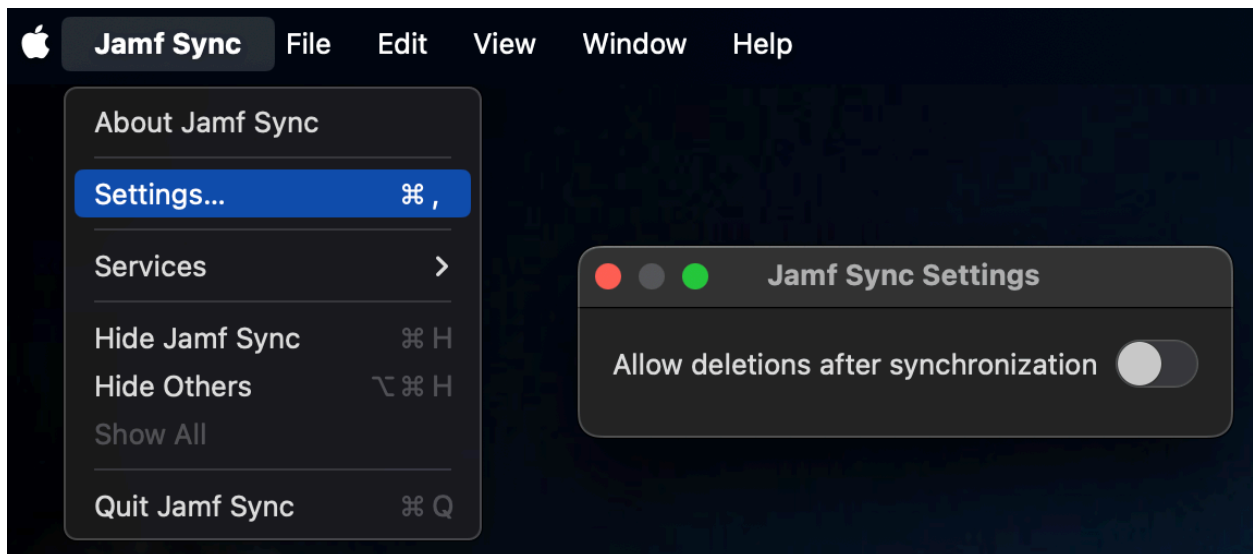 Jamf Sync File Edit View Window Help
About Jamf Sync
Settings... ⌘ ,
Services
Hide Jamf Sync ⌘ H
Hide Others ⌥ ⌘ H
Show All
Quit Jamf Sync ⌘ Q
Jamf Sync Settings
Allow deletions after synchronization